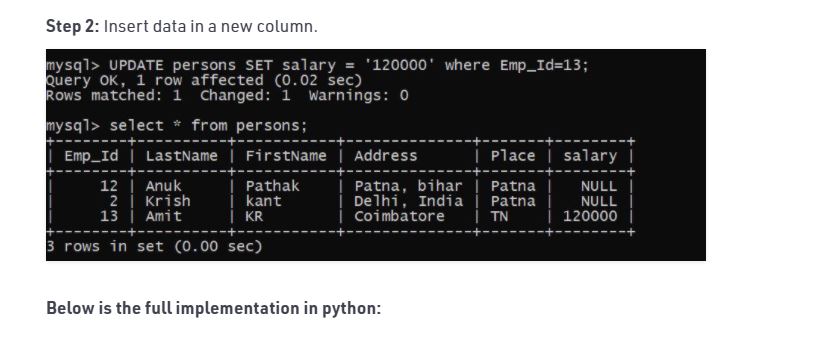 Step 2: Insert data in a new column.
mysql> UPDATE persons SET salary = '120000' where Emp_Id=13;
Query OK, 1 row affected (0.02 sec)
Rows matched: 1  Changed: 1  Warnings: 0
mysql> select * from persons;
+--------+----------+-----------+--------------+-------+--------+
| Emp_Id | LastName | FirstName | Address      | Place | salary |
+--------+----------+-----------+--------------+-------+--------+
|     12 | Anuk     | Pathak    | Patna, bihar | Patna |   NULL |
|      2 | Krish    | kant      | Delhi, India | Patna |   NULL |
|     13 | Amit     | KR        | Coimbatore   | TN    | 120000 |
+--------+----------+-----------+--------------+-------+--------+
3 rows in set (0.00 sec)
Below is the full implementation in python: